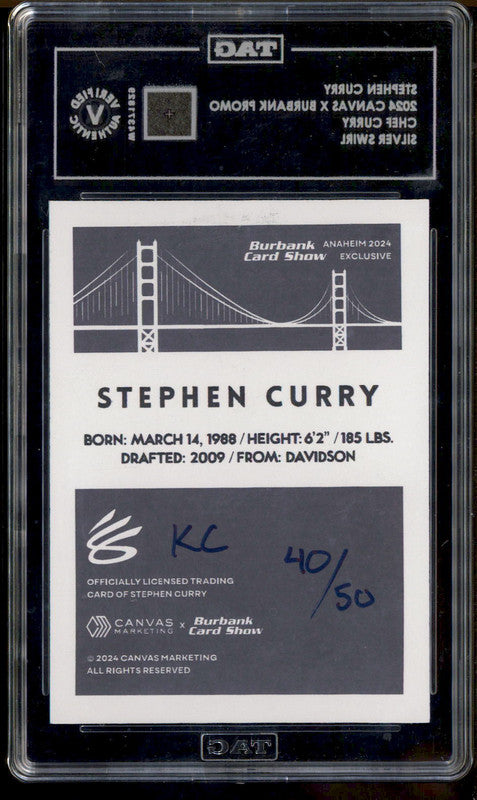 TAG
STEPHEN CURRY
2024 CANVAS X BURBANK PROMO
CHEF CURRY
SILVER SWIRL
VERIFIED
V
AUTHENTIC
W4371829
Burbank
Card Show
ANAHEIM 2024
EXCLUSIVE
STEPHEN CURRY
BORN: MARCH 14, 1988 / HEIGHT: 6'2" / 185 LBS.
DRAFTED: 2009 / FROM: DAVIDSON
KC 40/50
OFFICIALLY LICENSED TRADING
CARD OF STEPHEN CURRY
CANVAS
MARKETING x Burbank
Card Show
© 2024 CANVAS MARKETING
ALL RIGHTS RESERVED
TAG